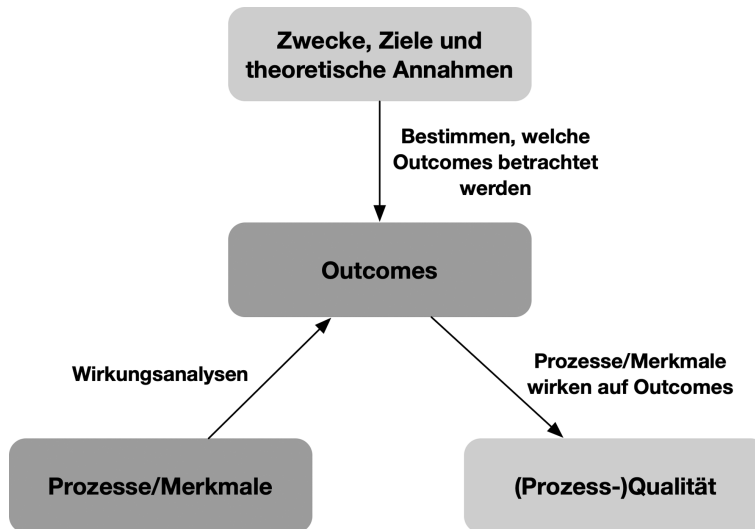 Zwecke, Ziele und
theoretische Annahmen
Bestimmen, welche
Outcomes betrachtet
werden
Outcomes
Wirkungsanalysen
Prozesse/Merkmale
wirken auf Outcomes
Prozesse/Merkmale
(Prozess-)Qualität